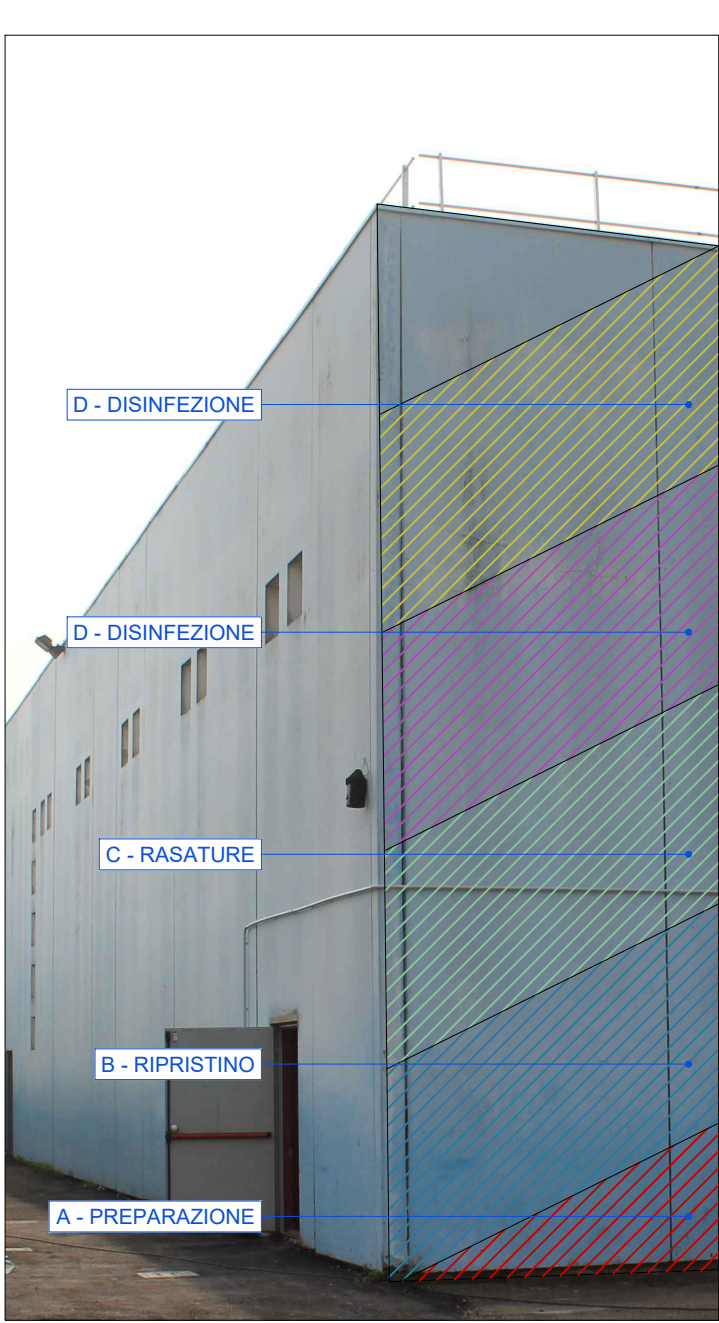 D - DISINFEZIONE
D - DISINFEZIONE
C - RASATURE
B - RIPRISTINO
A - PREPARAZIONE